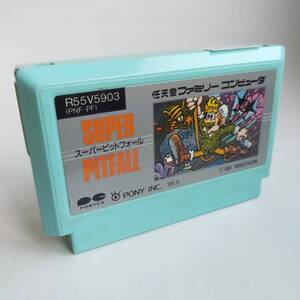 R55V5903
(PNF-PF)
任天堂ファミリーコンピュータ
SUPER
スーパーピットフォール
PITFALL
PONYCA
PONY INC.